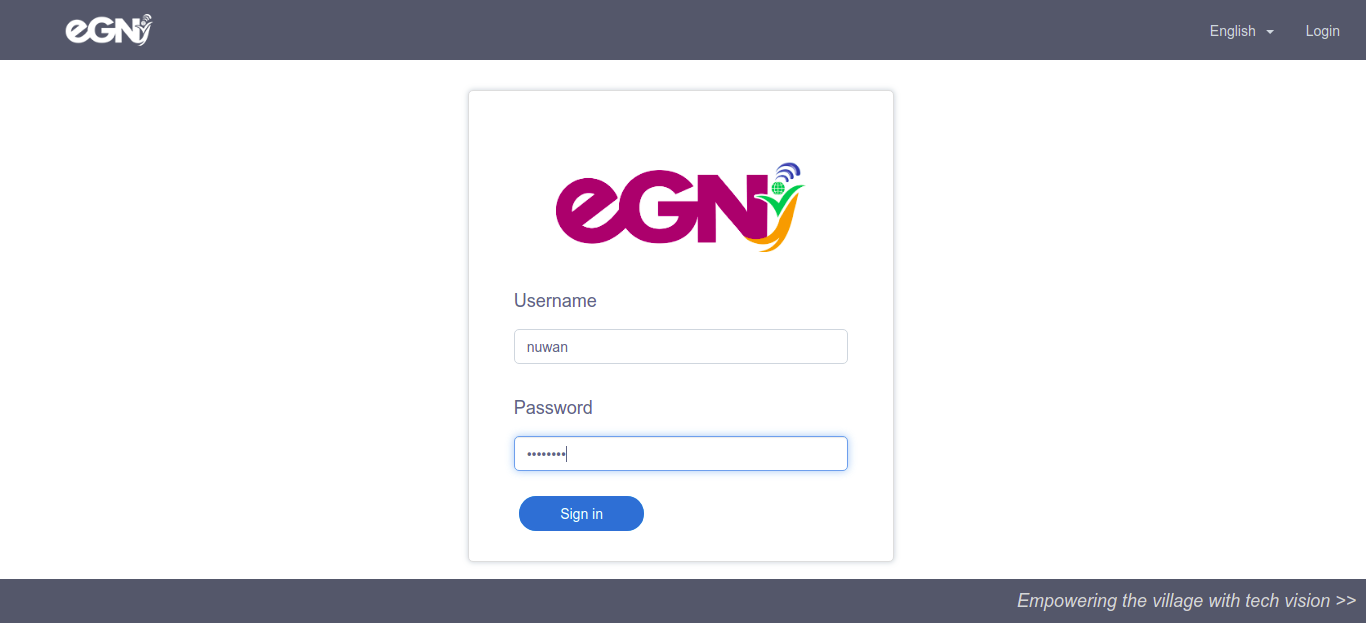 eGN
English
Login
eGN
Username
nuwan
Password
••••••••
Sign in
Empowering the village with tech vision >>